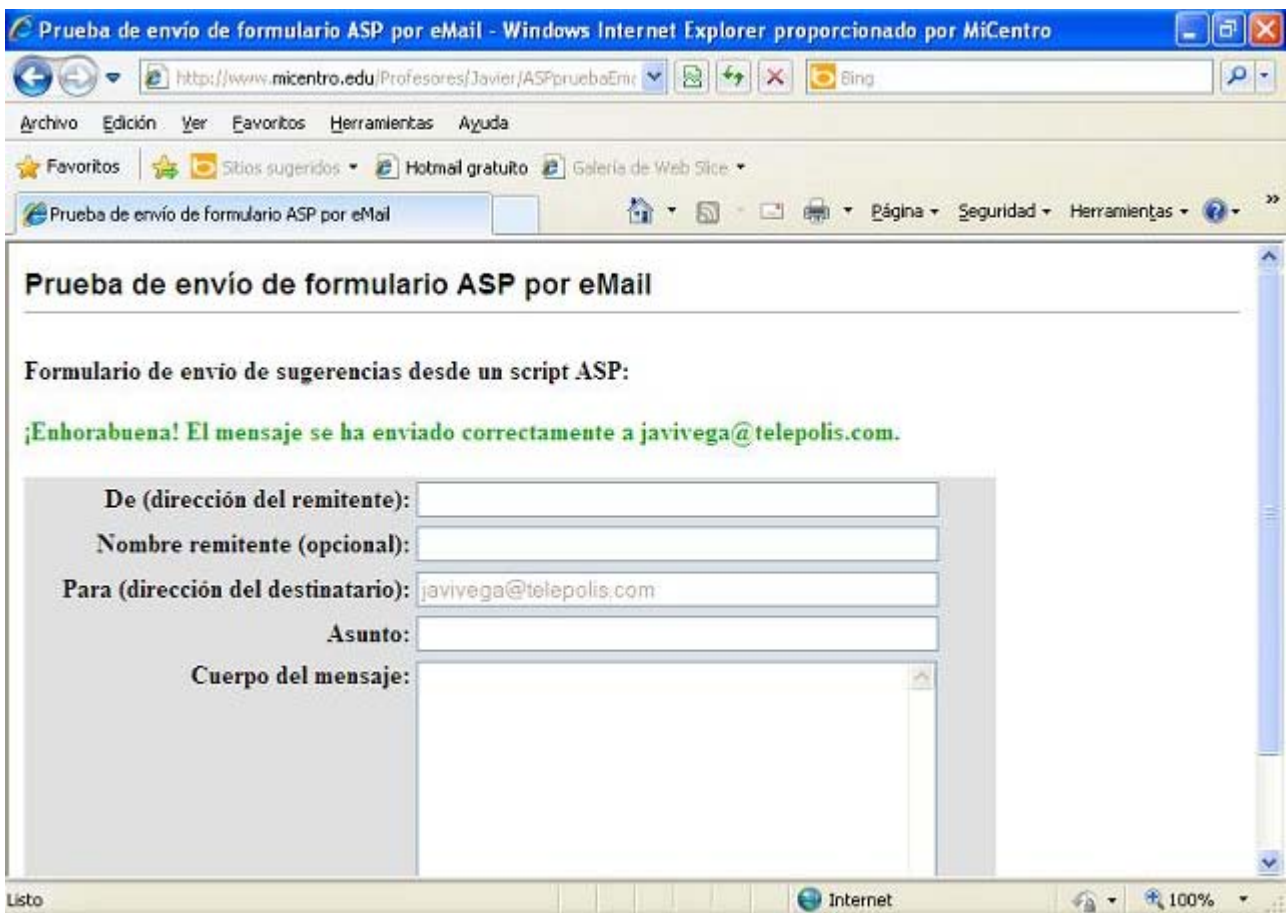 Prueba de envío de formulario ASP por eMail - Windows Internet Explorer proporcionado por MiCentro
http://www.micentro.edu/Profesores/Javier/ASPpruebaEma
Bing
Archivo Edición Ver Favoritos Herramientas Ayuda
Favoritos Sitios sugeridos Hotmail gratuito Galería de Web Slice
Prueba de envío de formulario ASP por eMail Página Seguridad Herramientas »
Prueba de envío de formulario ASP por eMail
Formulario de envío de sugerencias desde un script ASP:
¡Enhorabuena! El mensaje se ha enviado correctamente a javivega@telepolis.com.
De (dirección del remitente):
Nombre remitente (opcional):
Para (dirección del destinatario): javivega@telepolis.com
Asunto:
Cuerpo del mensaje:
Listo Internet 100%